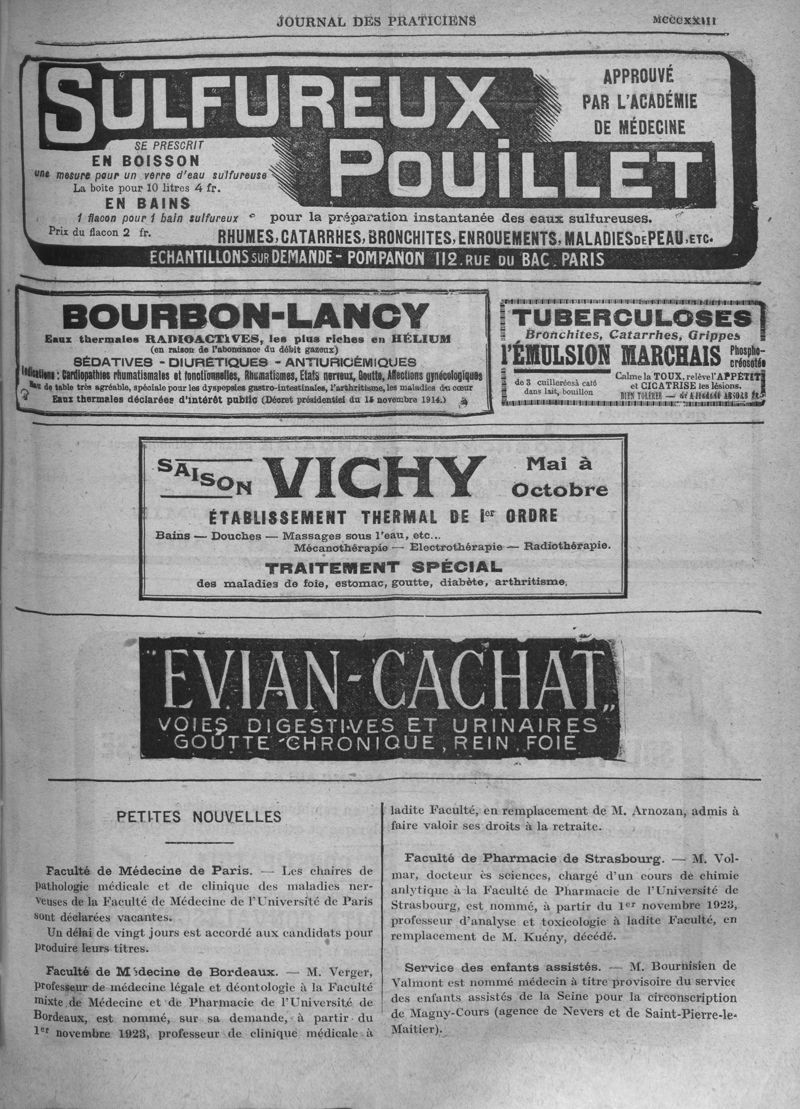 JOURNAL DES PRATICIENS
MCCCXXIII
SULFUREUX
POUILLET
APPROUVÉ
PAR L'ACADÉMIE
DE MÉDECINE
SE PRESCRIT
EN BOISSON
une mesure pour un verre d'eau sulfureuse
La boite pour 10 litres 4 fr.
EN BAINS
1 flacon pour 1 bain sulfureux
Prix du flacon 2 fr.
pour la préparation instantanée des eaux sulfureuses.
RHUMES, CATARRHES, BRONCHITES, ENROUEMENTS, MALADIES DE PEAU, ETC.
ÉCHANTILLONS SUR DEMANDE - POMPANON 112. RUE DU BAC. PARIS
BOURBON-LANCY
Eaux thermales RADIOACTIVES, les plus riches en HÉLIUM
(en raison de l'abondance du débit gazeux)
SÉDATIVES - DIURÉTIQUES - ANTIURICÉMIQUES
Indications : Cardiopathies rhumatismales et fonctionnelles, Rhumatismes, Etats nerveux, Goutte, Affections gynécologiques
Eau de table très agréable, spéciale pour les dyspepsies gastro-intestinales, l'arthritisme, les maladies du cœur
Eaux thermales déclarées d'intérêt public (Décret présidentiel du 15 novembre 1914.)
TUBERCULOSES
Bronchites, Catarrhes, Grippes
l'ÉMULSION MARCHAIS Phospho-
créosotée
de 3 cuillerées à café
dans lait, bouillon
Calme la TOUX, relève l'APPÉTIT
et CICATRISE les lésions.
BIEN TOLÉRÉE —
SAISON
VICHY
Mai à
Octobre
ÉTABLISSEMENT THERMAL DE 1er ORDRE
Bains — Douches — Massages sous l'eau, etc...
Mécanothérapie — Electrothérapie — Radiothérapie.
TRAITEMENT SPÉCIAL
des maladies de foie, estomac, goutte, diabète, arthritisme.
"EVIAN-CACHAT"
VOIES DIGESTIVES ET URINAIRES
GOUTTE CHRONIQUE, REIN, FOIE
PETITES NOUVELLES
Faculté de Médecine de Paris. — Les chaires de
pathologie médicale et de clinique des maladies ner-
veuses de la Faculté de Médecine de l'Université de Paris
sont déclarées vacantes.
Un délai de vingt jours est accordé aux candidats pour
produire leurs titres.
Faculté de Médecine de Bordeaux. — M. Verger,
professeur de médecine légale et déontologie à la Faculté
mixte de Médecine et de Pharmacie de l'Université de
Bordeaux, est nommé, sur sa demande, à partir du
1er novembre 1923, professeur de clinique médicale à
ladite Faculté, en remplacement de M. Arnozan, admis à
faire valoir ses droits à la retraite.
Faculté de Pharmacie de Strasbourg. — M. Vol-
mar, docteur ès sciences, chargé d'un cours de chimie
anlytique à la Faculté de Pharmacie de l'Université de
Strasbourg, est nommé, à partir du 1er novembre 1923,
professeur d'analyse et toxicologie à ladite Faculté, en
remplacement de M. Kuény, décédé.
Service des enfants assistés. — M. Bournisien de
Valmont est nommé médecin à titre provisoire du service
des enfants assistés de la Seine pour la circonscription
de Magny-Cours (agence de Nevers et de Saint-Pierre-le-
Maitier).